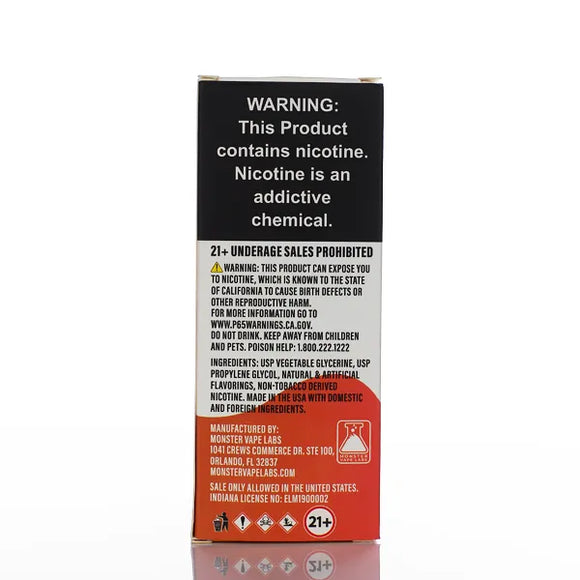 WARNING:
This Product
contains nicotine.
Nicotine is an
addictive
chemical.
21+ UNDERAGE SALES PROHIBITED
WARNING: THIS PRODUCT CAN EXPOSE YOU
TO NICOTINE, WHICH IS KNOWN TO THE STATE
OF CALIFORNIA TO CAUSE BIRTH DEFECTS OR
OTHER REPRODUCTIVE HARM.
FOR MORE INFORMATION GO TO
WWW.P65WARNINGS.CA.GOV.
DO NOT DRINK. KEEP AWAY FROM CHILDREN
AND PETS. POISON HELP: 1.800.222.1222
INGREDIENTS: USP VEGETABLE GLYCERINE, USP
PROPYLENE GLYCOL, NATURAL & ARTIFICIAL
FLAVORINGS, NON-TOBACCO DERIVED
NICOTINE. MADE IN THE USA WITH DOMESTIC
AND FOREIGN INGREDIENTS.
MANUFACTURED BY:
MONSTER VAPE LABS
1041 CREWS COMMERCE DR. STE 100,
ORLANDO, FL 32837
MONSTERVAPELABS.COM
MONSTER
VAPE LABS
SALE ONLY ALLOWED IN THE UNITED STATES.
INDIANA LICENSE NO: ELM1900002
21+